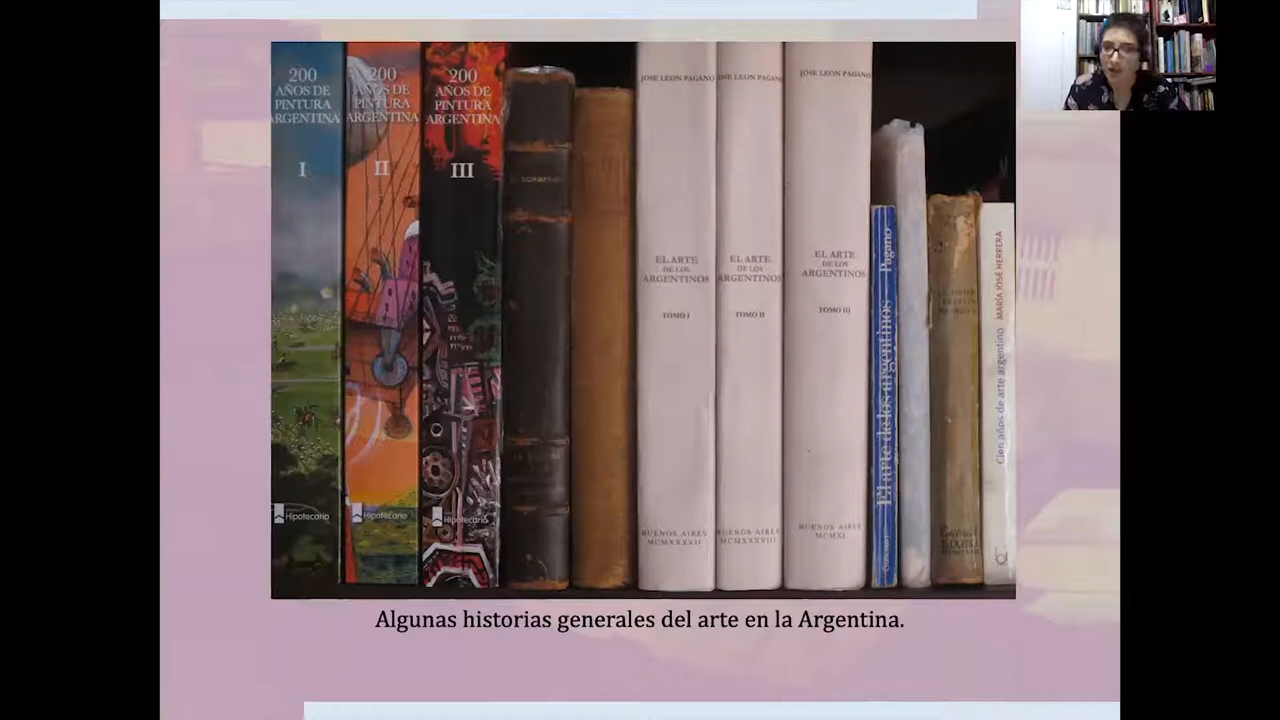 200
AÑOS DE
PINTURA
ARGENTINA
I
Hipotecario
200
AÑOS DE
PINTURA
ARGENTINA
II
Hipotecario
200
AÑOS DE
PINTURA
ARGENTINA
III
Hipotecario
JOSE LEON PAGANO
EL ARTE
DE LOS
ARGENTINOS
TOMO I
BUENOS AIRES
MCMXXXVII
JOSE LEON PAGANO
EL ARTE
DE LOS
ARGENTINOS
TOMO II
BUENOS AIRES
MCMXXXVIII
JOSE LEON PAGANO
EL ARTE
DE LOS
ARGENTINOS
TOMO III
BUENOS AIRES
MCMXL
El arte de los argentinos Pagano
Cien años de arte argentino MARÍA JOSÉ HERRERA
Algunas historias generales del arte en la Argentina.